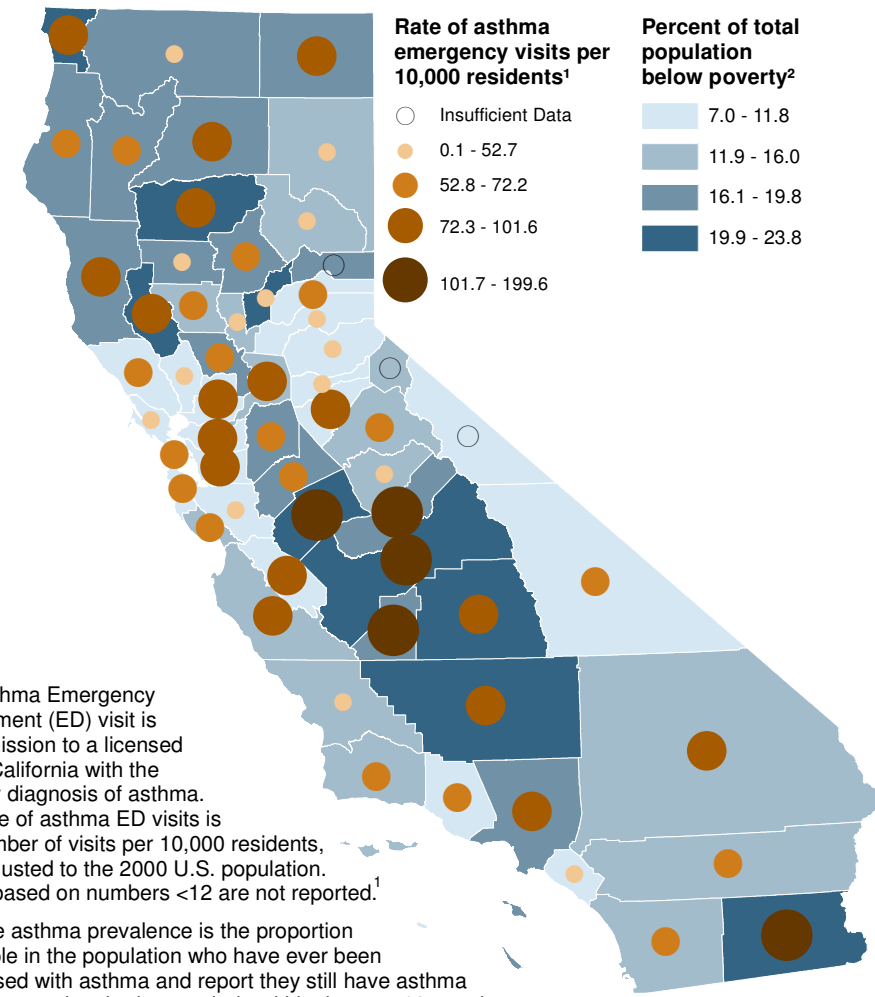 Rate of asthma
emergency visits per
10,000 residents¹
Insufficient Data
0.1 - 52.7
52.8 - 72.2
72.3 - 101.6
101.7 - 199.6
Percent of total
population
below poverty²
7.0 - 11.8
11.9 - 16.0
16.1 - 19.8
19.9 - 23.8
thma Emergency
ment (ED) visit is
ission to a licensed
California with the
diagnosis of asthma.
e of asthma ED visits is
mber of visits per 10,000 residents,
usted to the 2000 U.S. population.
based on numbers <12 are not reported.¹
e asthma prevalence is the proportion
ple in the population who have ever been
sed with asthma and report they still have asthma